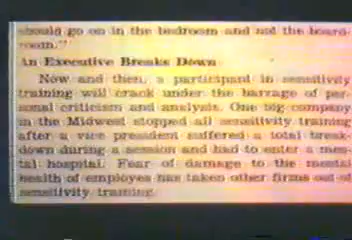 should go on in the bedroom and not the board-
room."
An Executive Breaks Down
Now and then, a participant in sensitivity
training will crack under the barrage of per-
sonal criticism and analysis. One big company
in the Midwest stopped all sensitivity training
after a vice president suffered a total break-
down during a session and had to enter a men-
tal hospital. Fear of damage to the mental
health of employes has taken other firms out of
sensitivity training.